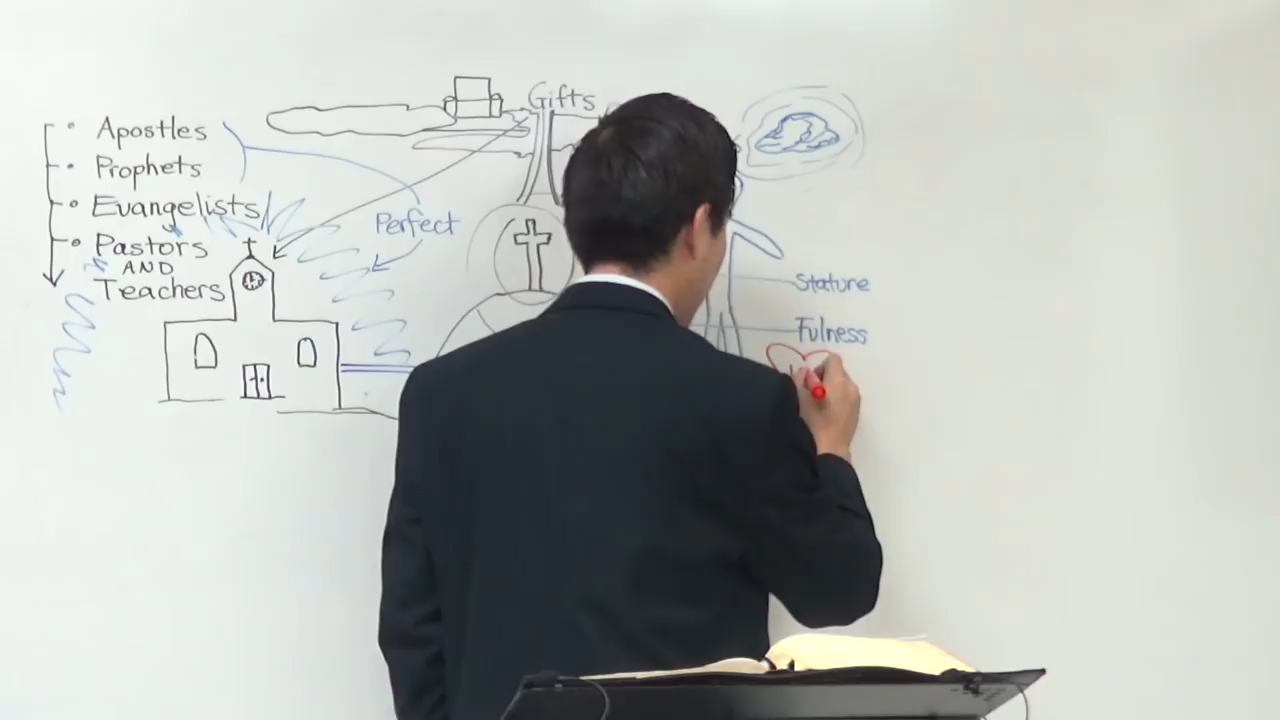 Gifts
Apostles
Prophets
Evangelists
Perfect
Pastors
AND
Teachers
Stature
Fulness